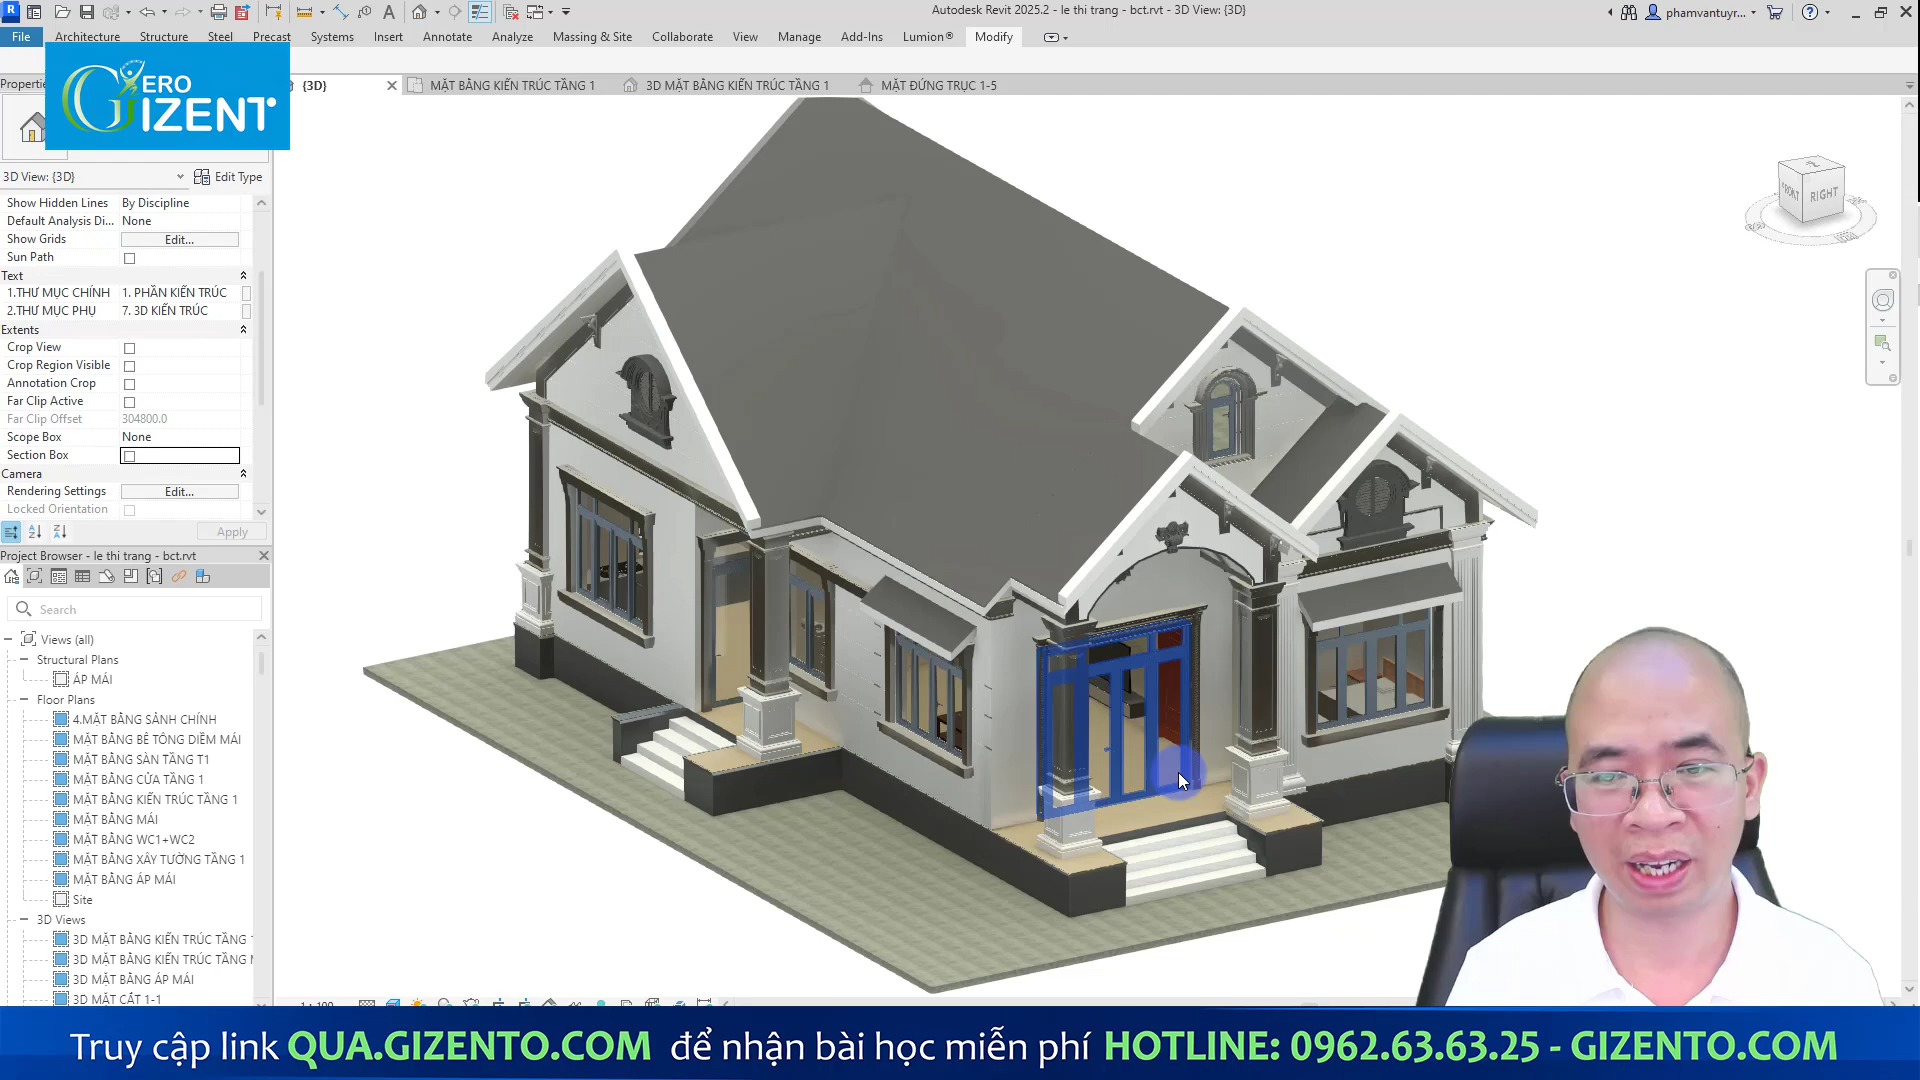 Autodesk Revit 2025.2 - le thi trang - bct.rvt - 3D View: {3D}
phamvantuyr...
File
Architecture
Structure
Steel
Precast
Systems
Insert
Annotate
Analyze
Massing & Site
Collaborate
View
Manage
Add-Ins
Lumion®
Modify
ERO
GIZENT
{3D}
MẶT BẰNG KIẾN TRÚC TẦNG 1
3D MẶT BẰNG KIẾN TRÚC TẦNG 1
MẶT ĐỨNG TRỤC 1-5
Propertie
3D View: {3D}
Edit Type
Show Hidden Lines By Discipline
Default Analysis Di... None
Show Grids Edit...
Sun Path
Text
1.THƯ MỤC CHÍNH 1. PHẦN KIẾN TRÚC
2.THƯ MỤC PHỤ 7. 3D KIẾN TRÚC
Extents
Crop View
Crop Region Visible
Annotation Crop
Far Clip Active
Far Clip Offset 304800.0
Scope Box None
Section Box
Camera
Rendering Settings Edit...
Locked Orientation
Apply
Project Browser - le thi trang - bct.rvt
Search
Views (all)
Structural Plans
ÁP MÁI
Floor Plans
4.MẶT BẰNG SẢNH CHÍNH
MẶT BẰNG BÊ TÔNG DIỀM MÁI
MẶT BẰNG SÀN TẦNG T1
MẶT BẰNG CỬA TẦNG 1
MẶT BẰNG KIẾN TRÚC TẦNG 1
MẶT BẰNG MÁI
MẶT BẰNG WC1+WC2
MẶT BẰNG XÂY TƯỜNG TẦNG 1
MẶT BẰNG ÁP MÁI
Site
3D Views
3D MẶT BẰNG KIẾN TRÚC TẦNG
3D MẶT BẰNG KIẾN TRÚC TẦNG
3D MẶT BẰNG ÁP MÁI
3D MẶT CẮT 1-1
FRONT
RIGHT
1 : 100
Truy cập link QUA.GIZENTO.COM để nhận bài học miễn phí HOTLINE: 0962.63.63.25 - GIZENTO.COM